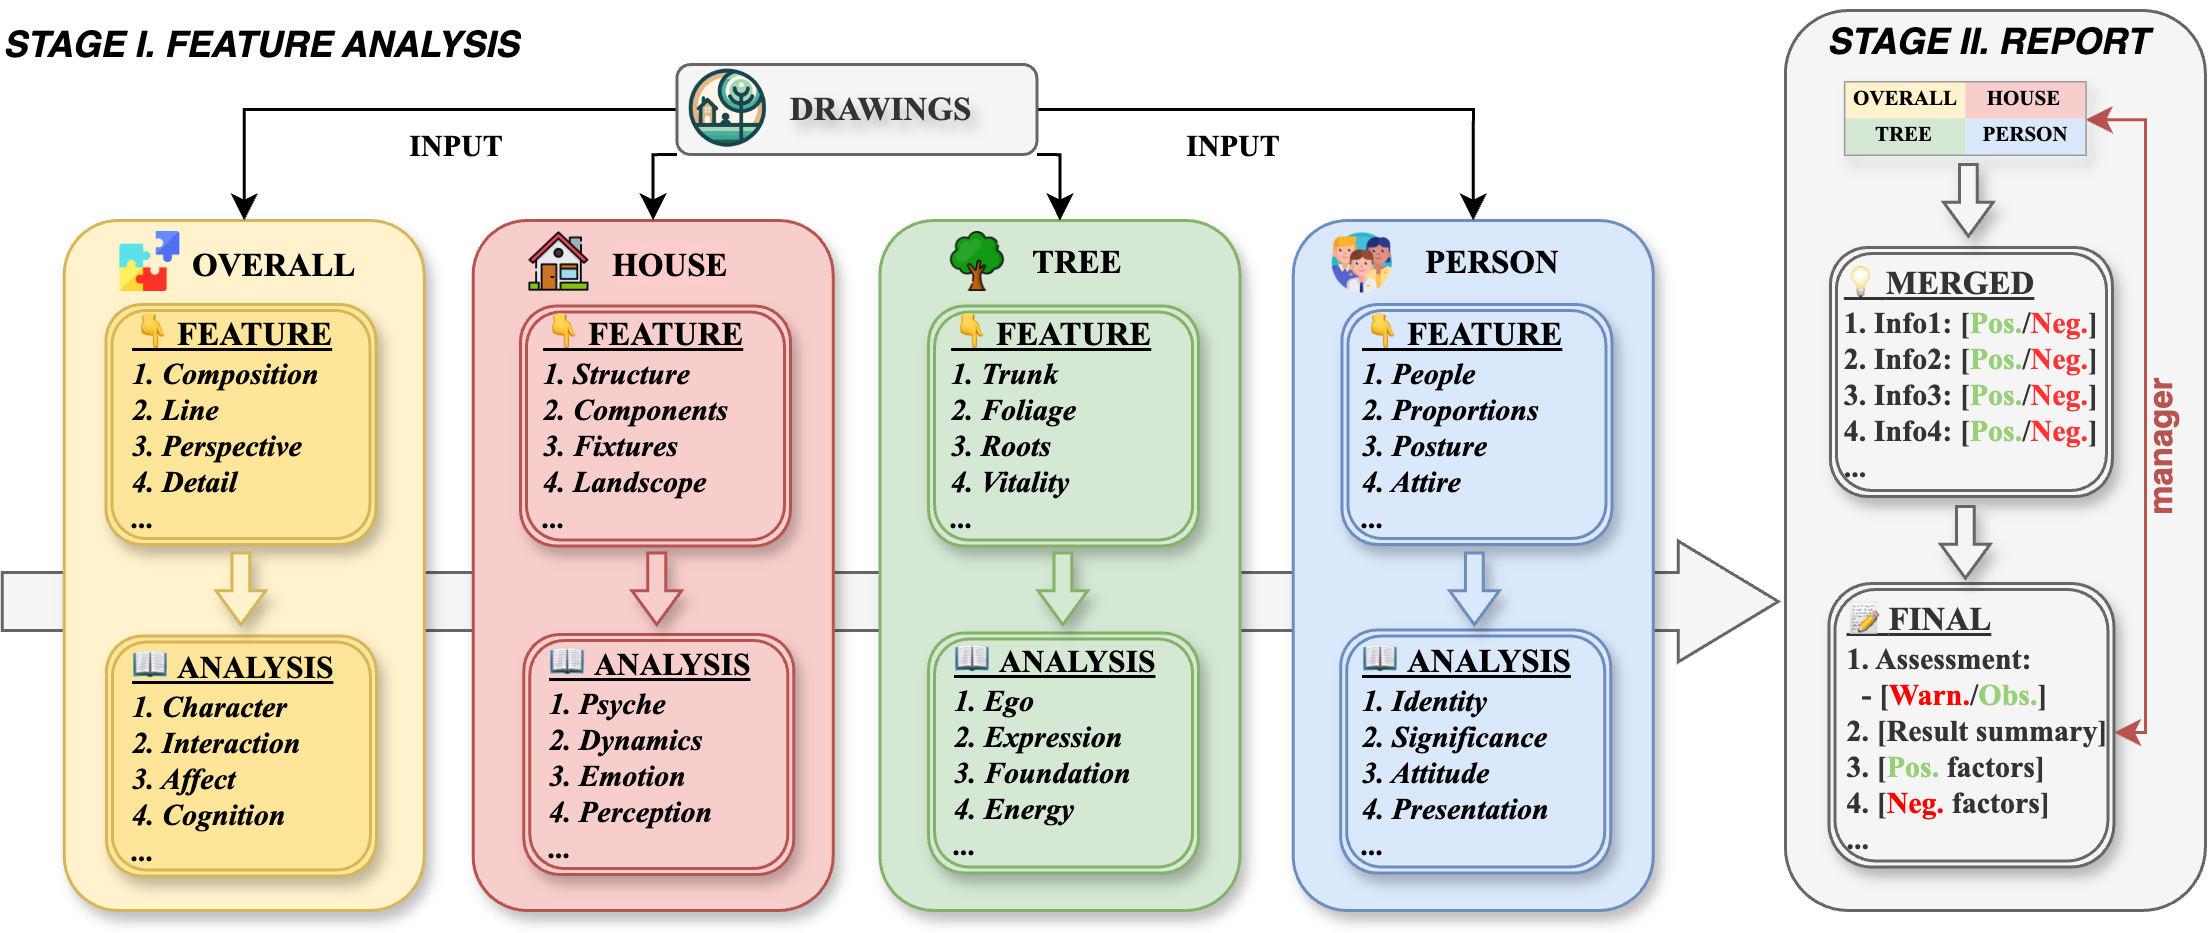 STAGE I. FEATURE ANALYSIS
DRAWINGS
INPUT
INPUT
OVERALL
FEATURE
1. Composition
2. Line
3. Perspective
4. Detail
...
ANALYSIS
1. Character
2. Interaction
3. Affect
4. Cognition
...
HOUSE
FEATURE
1. Structure
2. Components
3. Fixtures
4. Landscope
...
ANALYSIS
1. Psyche
2. Dynamics
3. Emotion
4. Perception
...
TREE
FEATURE
1. Trunk
2. Foliage
3. Roots
4. Vitality
...
ANALYSIS
1. Ego
2. Expression
3. Foundation
4. Energy
...
PERSON
FEATURE
1. People
2. Proportions
3. Posture
4. Attire
...
ANALYSIS
1. Identity
2. Significance
3. Attitude
4. Presentation
...
STAGE II. REPORT
OVERALL HOUSE
TREE PERSON
MERGED
1. Info1: [Pos./Neg.]
2. Info2: [Pos./Neg.]
3. Info3: [Pos./Neg.]
4. Info4: [Pos./Neg.]
...
manager
FINAL
1. Assessment:
- [Warn./Obs.]
2. [Result summary]
3. [Pos. factors]
4. [Neg. factors]
...